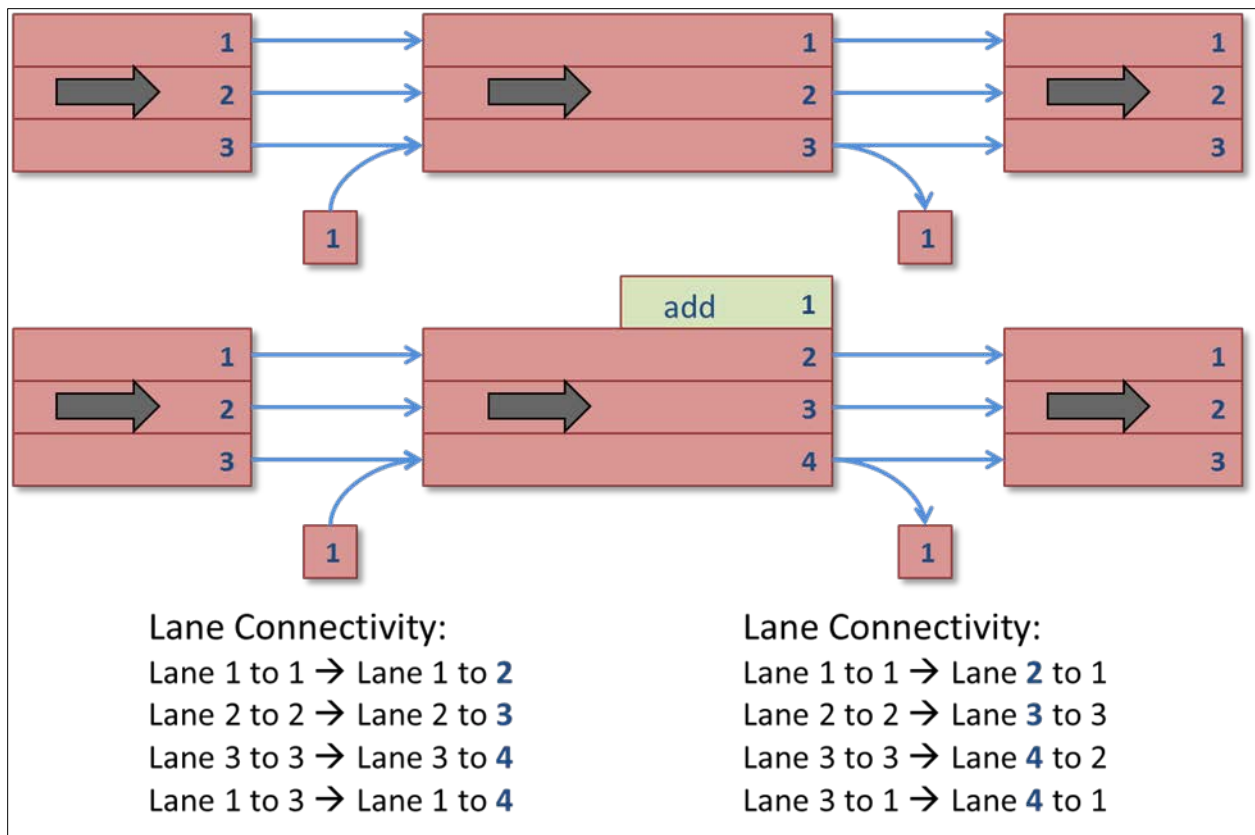 1 1 1
2 2 2
3 3 3
1 1
add 1
1 2 1
2 3 2
3 4 3
1 1
Lane Connectivity:
Lane 1 to 1 → Lane 1 to 2
Lane 2 to 2 → Lane 2 to 3
Lane 3 to 3 → Lane 3 to 4
Lane 1 to 3 → Lane 1 to 4
Lane Connectivity:
Lane 1 to 1 → Lane 2 to 1
Lane 2 to 2 → Lane 3 to 3
Lane 3 to 3 → Lane 4 to 2
Lane 3 to 1 → Lane 4 to 1